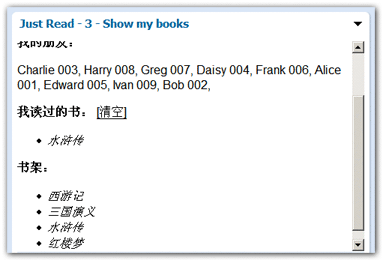 Just Read - 3 - Show my books
我的朋友：
Charlie 003, Harry 008, Greg 007, Daisy 004, Frank 006, Alice
001, Edward 005, Ivan 009, Bob 002,
我读过的书： [清空]
水浒传
书架：
西游记
三国演义
水浒传
红楼梦